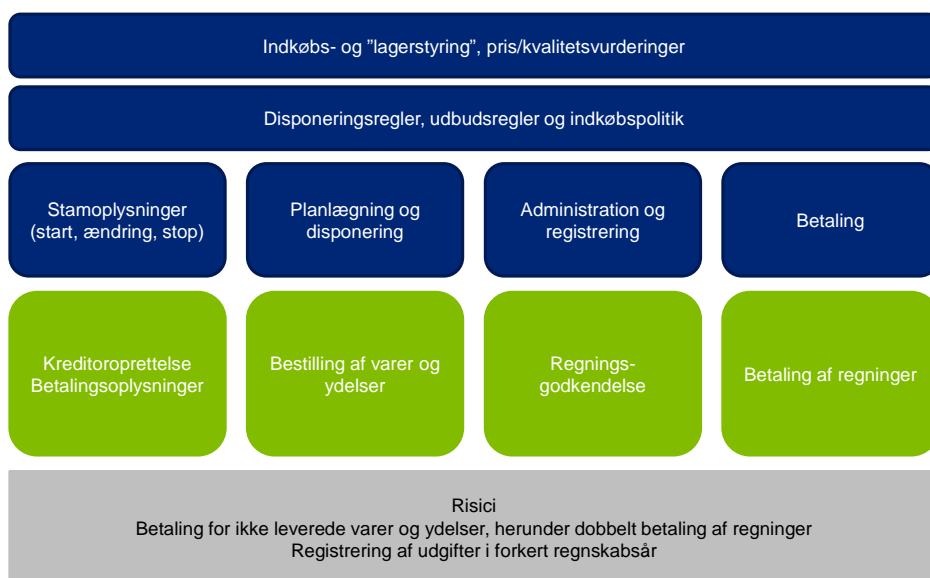 Indkøbs- og ”lagerstyring”, pris/kvalitetsvurderinger
Disponeringsregler, udbudsregler og indkøbspolitik
Stamoplysninger
(start, ændring, stop)
Planlægning og
disponering
Administration og
registrering
Betaling
Kreditoroprettelse
Betalingsoplysninger
Bestilling af varer og
ydelser
Regnings-
godkendelse
Betaling af regninger
Risici
Betaling for ikke leverede varer og ydelser, herunder dobbelt betaling af regninger
Registrering af udgifter i forkert regnskabsår